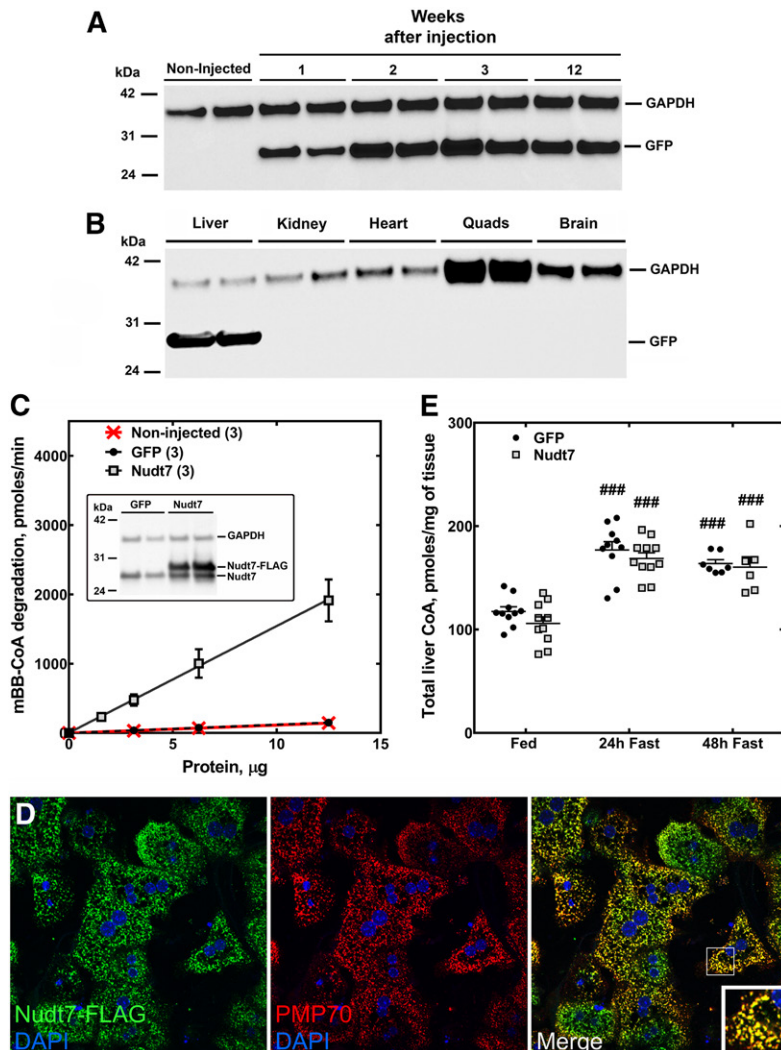 A
Weeks
after injection
kDa
Non-Injected
1
2
3
12
42
GAPDH
31
GFP
24
B
Liver
Kidney
Heart
Quads
Brain
kDa
42
GAPDH
31
GFP
24
C
Non-injected (3)
GFP (3)
Nudt7 (3)
mBB-CoA degradation, pmoles/min
4000
3000
2000
1000
0
kDa
GFP
Nudt7
42
GAPDH
31
Nudt7-FLAG
Nudt7
24
0
5
10
15
Protein, μg
E
GFP
Nudt7
Total liver CoA, pmoles/mg of tissue
300
200
100
0
###
###
###
###
Fed
24h Fast
48h Fast
D
Nudt7-FLAG
DAPI
PMP70
DAPI
Merge